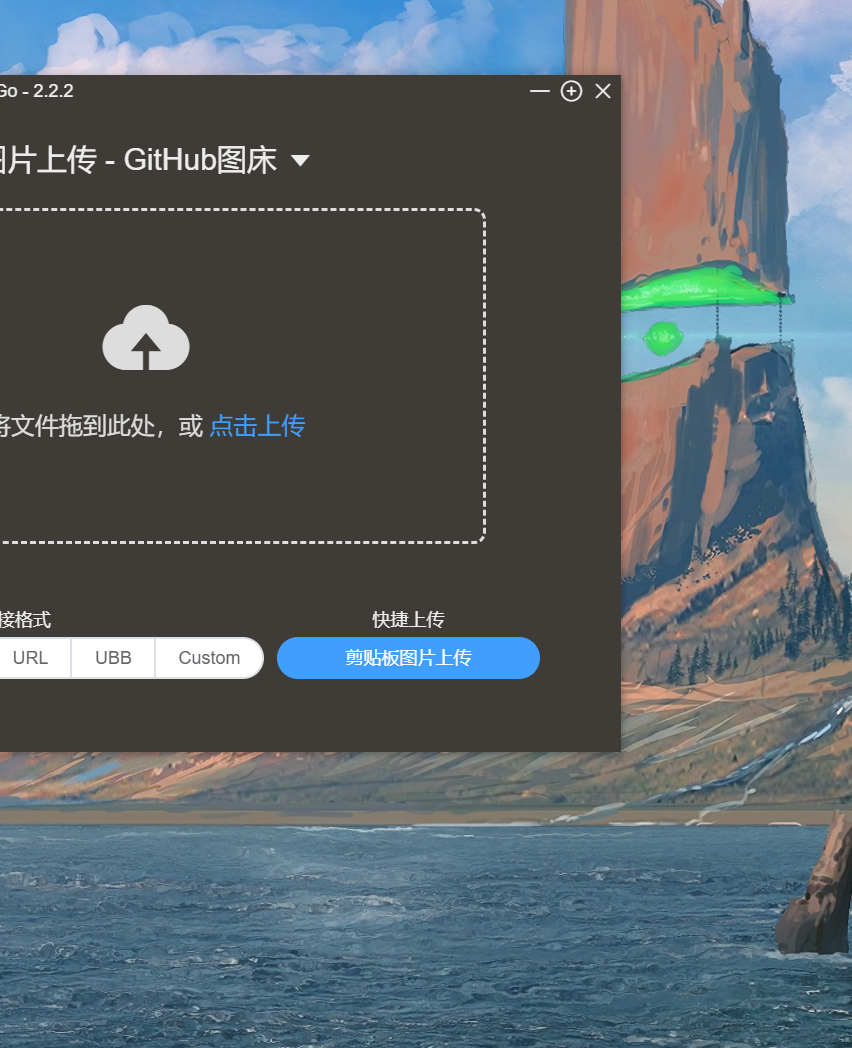 Go - 2.2.2
图片上传 - GitHub图床
将文件拖到此处，或 点击上传
接格式
快捷上传
URL
UBB
Custom
剪贴板图片上传